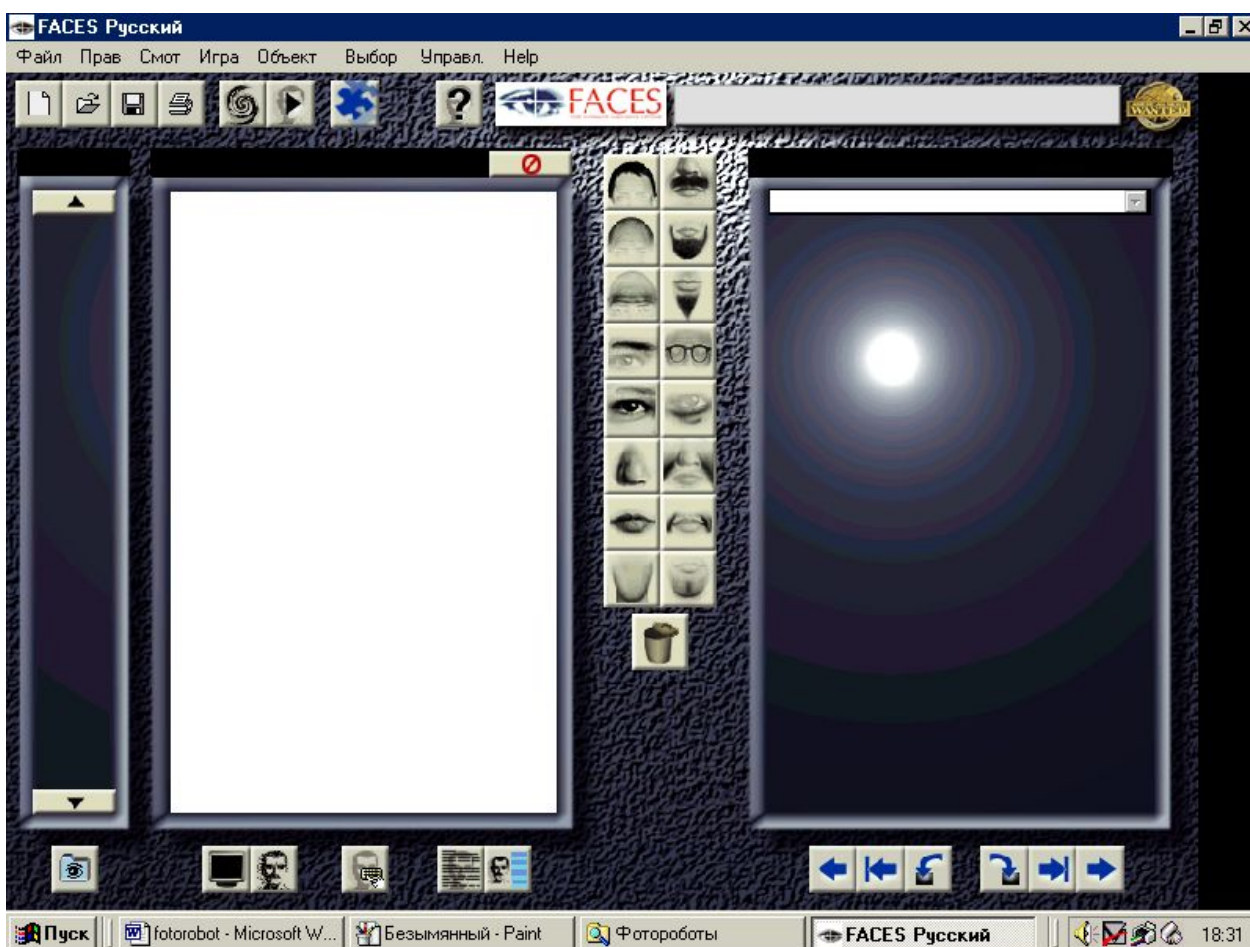 FACES Русский
Файл Прав Смот Игра Объект Выбор Управл. Help
FACES
WANTED
Пуск fotorobot - Microsoft W... Безымянный - Paint Фотороботы FACES Русский 18:31